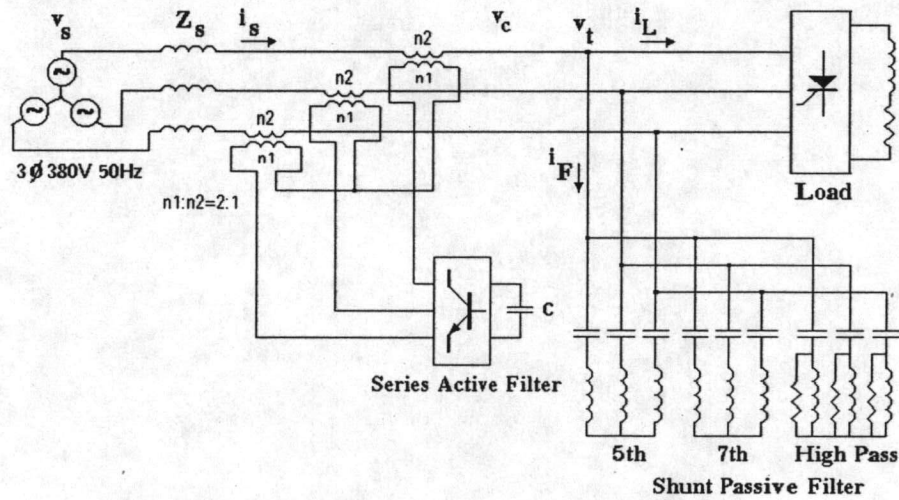 v_s Z_s i_s n2 v_c v_t i_L
n1
n2
n1
n2
n1
3Ø 380V 50Hz
n1:n2=2:1
i_F
Load
C
Series Active Filter
5th 7th High Pass
Shunt Passive Filter